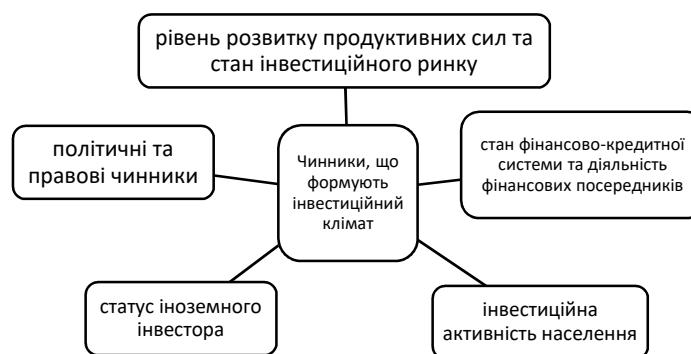 рівень розвитку продуктивних сил та
стан інвестиційного ринку
політичні та
правові чинники
Чинники, що
формують
інвестиційний
клімат
стан фінансово-кредитної
системи та діяльність
фінансових посередників
статус іноземного
інвестора
інвестиційна
активність населення